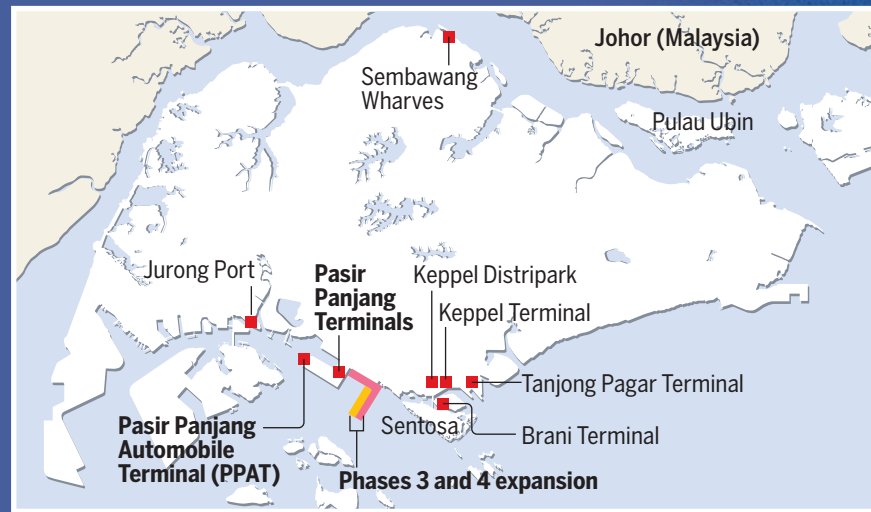 Johor (Malaysia)
Sembawang
Wharves
Pulau Ubin
Jurong Port
Pasir
Panjang
Terminals
Keppel Distripark
Keppel Terminal
Tanjong Pagar Terminal
Pasir Panjang
Automobile
Terminal (PPAT)
Sentosa
Brani Terminal
Phases 3 and 4 expansion